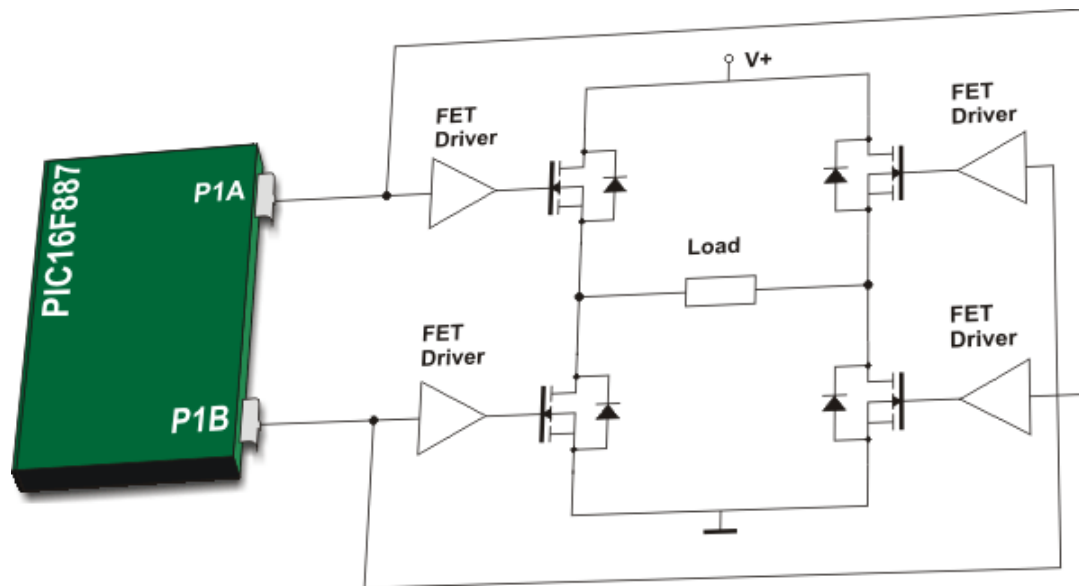 V+
FET
Driver
FET
Driver
PIC16F887
P1A
Load
FET
Driver
FET
Driver
P1B